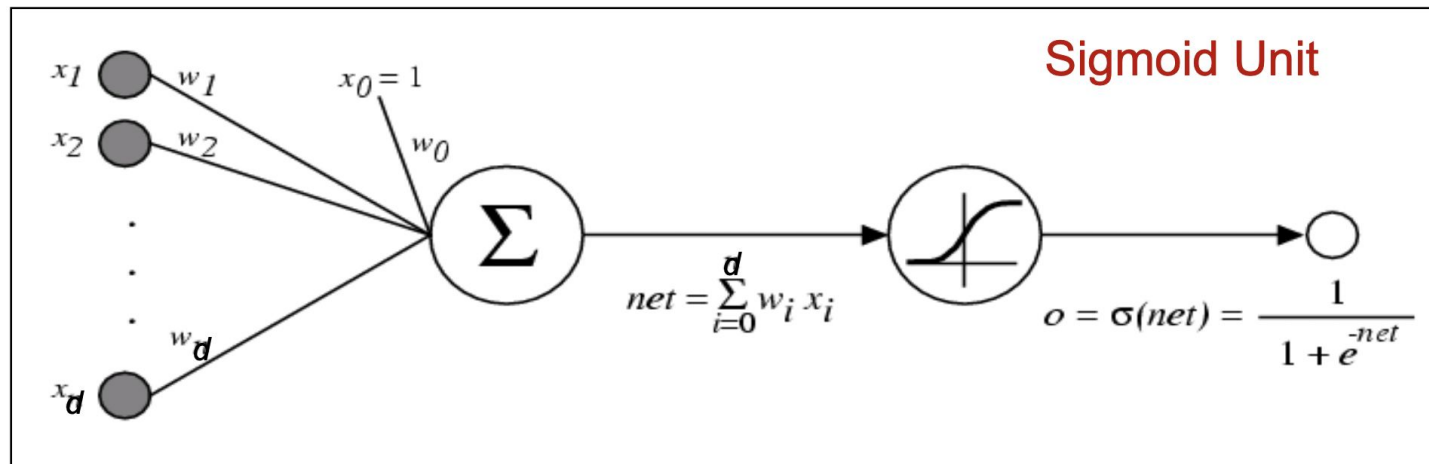 Sigmoid Unit
x1
w1
x0 = 1
x2
w2
w0
.
.
.
Σ
wd
xd
d
net = Σ wi xi
i=0
1
o = σ(net) = ―――
1 + e^-net